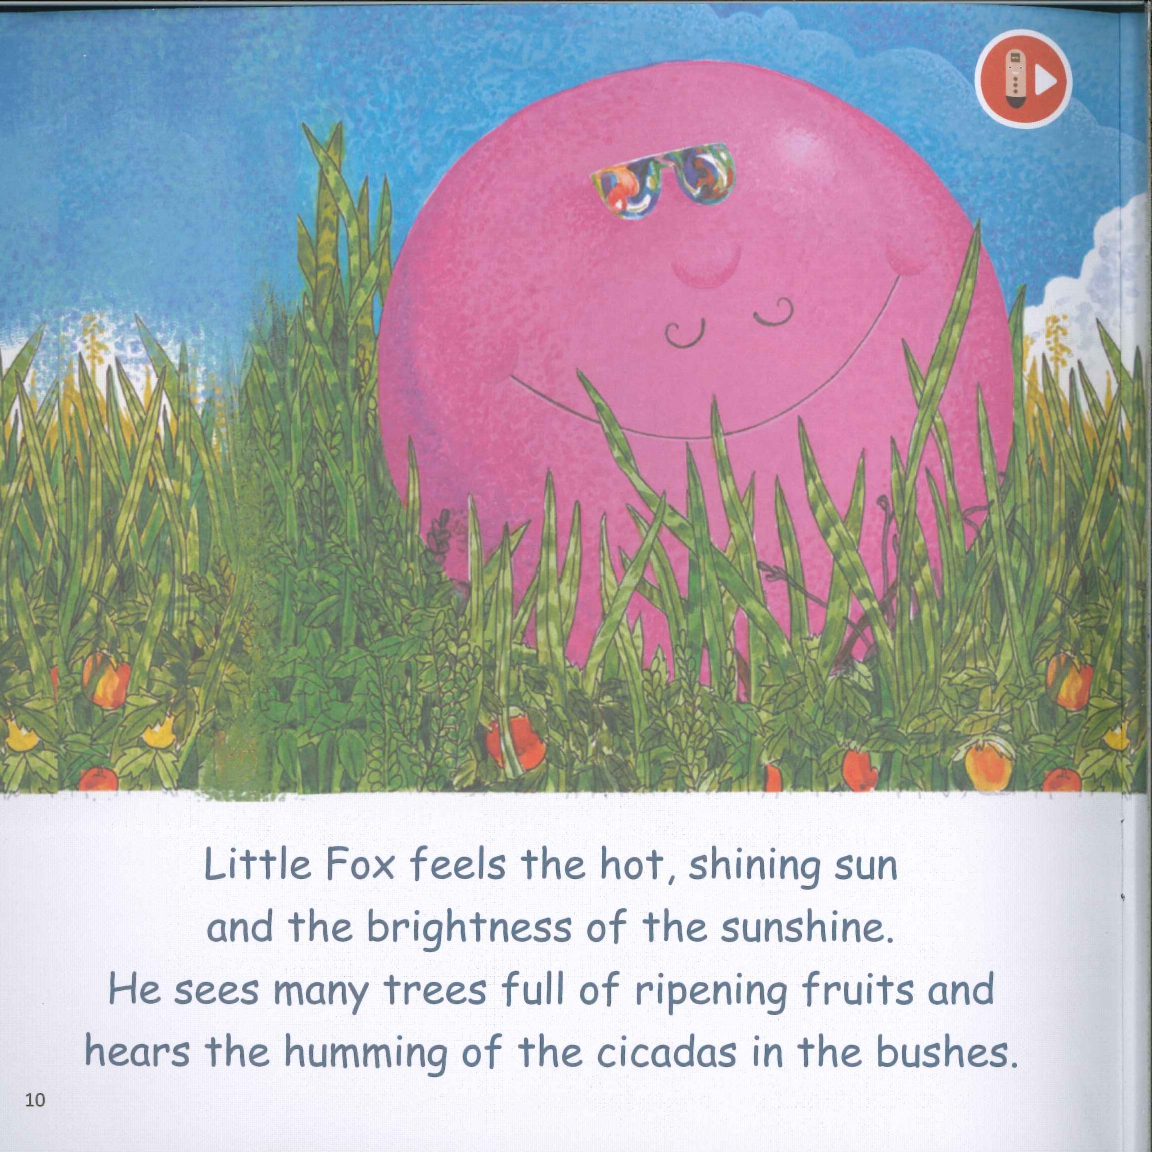 Little Fox feels the hot, shining sun
and the brightness of the sunshine.
He sees many trees full of ripening fruits and
hears the humming of the cicadas in the bushes.
10